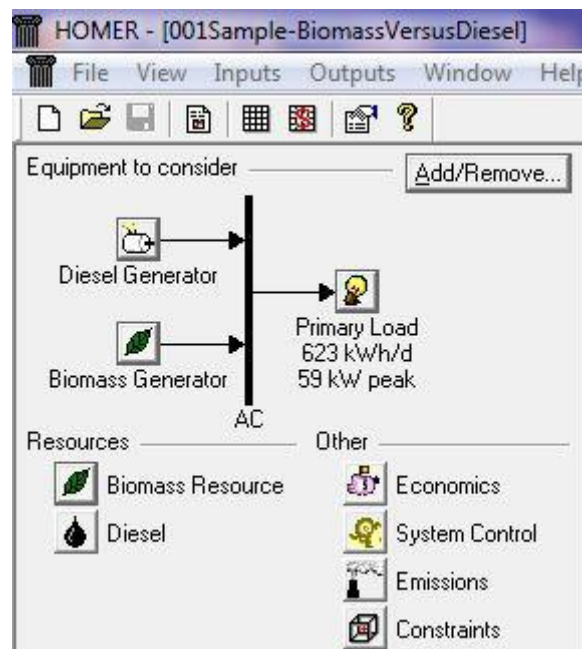 HOMER - [001Sample-BiomassVersusDiesel]
File View Inputs Outputs Window Help
Equipment to consider
Add/Remove...
Diesel Generator
Primary Load
623 kWh/d
59 kW peak
Biomass Generator
AC
Resources
Other
Biomass Resource
Economics
Diesel
System Control
Emissions
Constraints